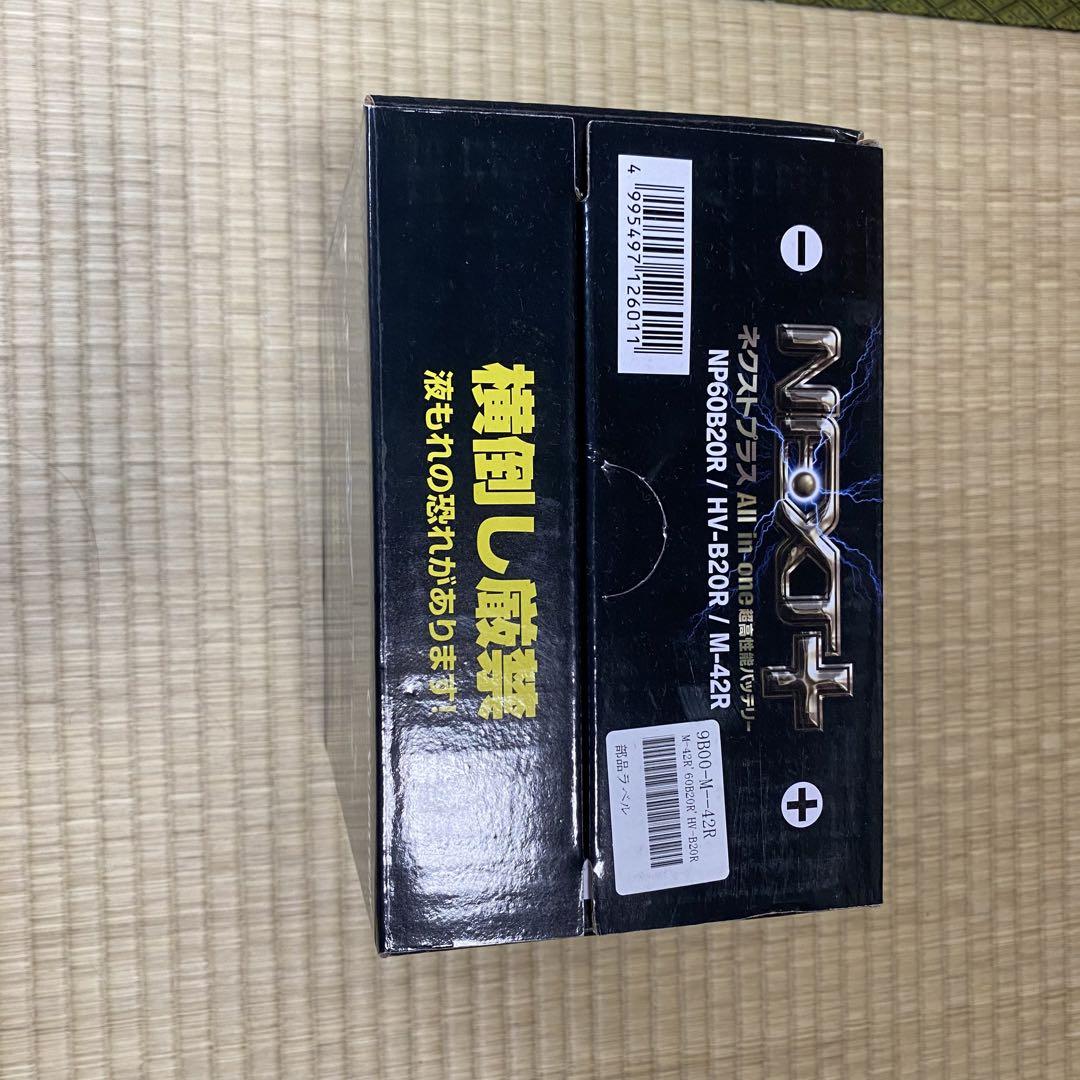 NEXT+
ネクストプラス All in one 超高性能バッテリー
NP60B20R / HV-B20R / M-42R
4 995497 126011
9B00-M--42R
M-42R*60B20R*HV-B20R
部品ラベル
横倒し厳禁
液もれの恐れがあります!